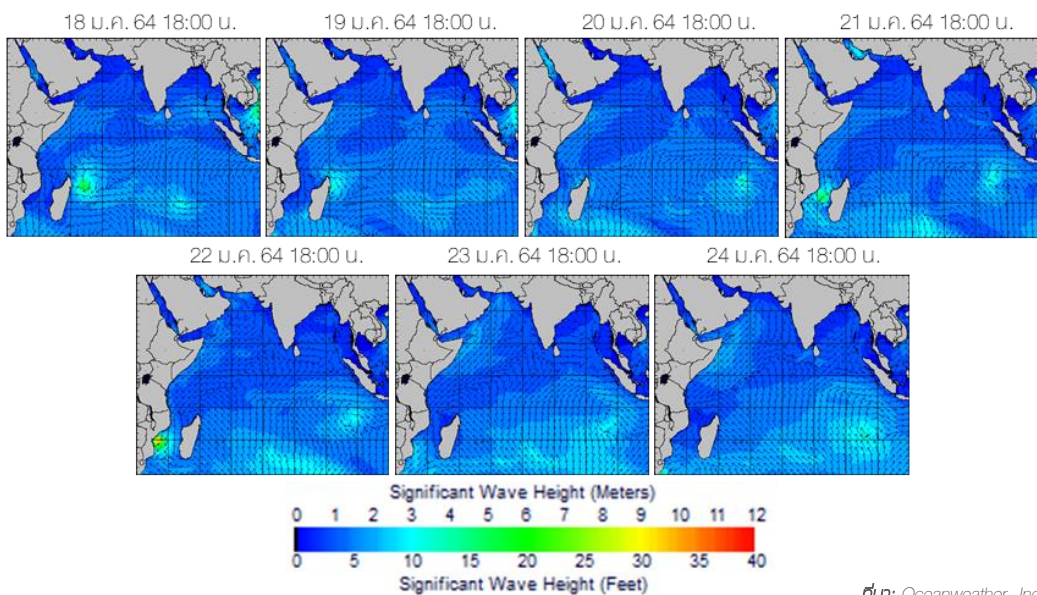 18 ม.ค. 64 18:00 น. 19 ม.ค. 64 18:00 น. 20 ม.ค. 64 18:00 น. 21 ม.ค. 64 18:00 น.
22 ม.ค. 64 18:00 น. 23 ม.ค. 64 18:00 น. 24 ม.ค. 64 18:00 น.
Significant Wave Height (Meters)
0 1 2 3 4 5 6 7 8 9 10 11 12
0 5 10 15 20 25 30 35 40
Significant Wave Height (Feet)
ที่มา: Oceanweather, Inc